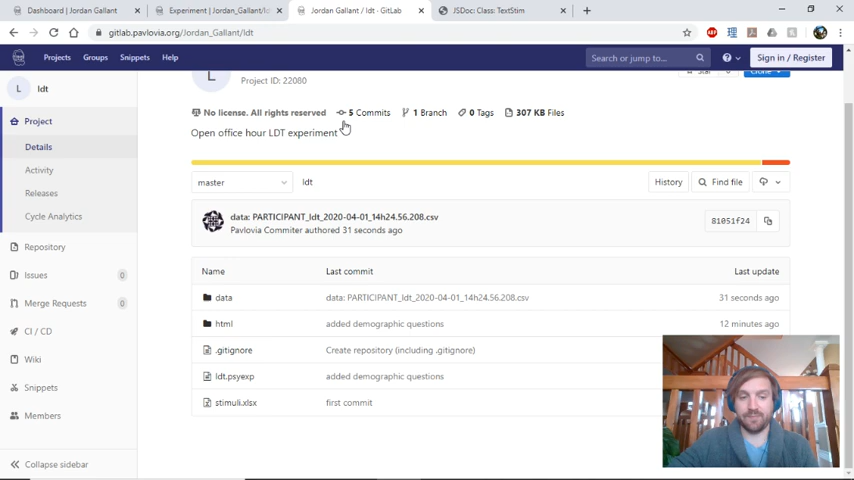 Dashboard | Jordan Gallant
Experiment | Jordan_Gallant/ld
Jordan Gallant / ldt · GitLab
JSDoc: Class: TextStim
gitlab.pavlovia.org/Jordan_Gallant/ldt
Projects Groups Snippets Help
Search or jump to...
Sign in / Register
L ldt
L
Project ID: 22080
Star
Clone
No license. All rights reserved 5 Commits 1 Branch 0 Tags 307 KB Files
Open office hour LDT experiment
Project
Details
Activity
Releases
Cycle Analytics
Repository
Issues 0
Merge Requests 0
CI / CD
Wiki
Snippets
Members
Collapse sidebar
master ldt History Find file
data: PARTICIPANT_ldt_2020-04-01_14h24.56.208.csv
Pavlovia Commiter authored 31 seconds ago
81051f24
Name Last commit Last update
data data: PARTICIPANT_ldt_2020-04-01_14h24.56.208.csv 31 seconds ago
html added demographic questions 12 minutes ago
.gitignore Create repository (including .gitignore)
ldt.psyexp added demographic questions
stimuli.xlsx first commit